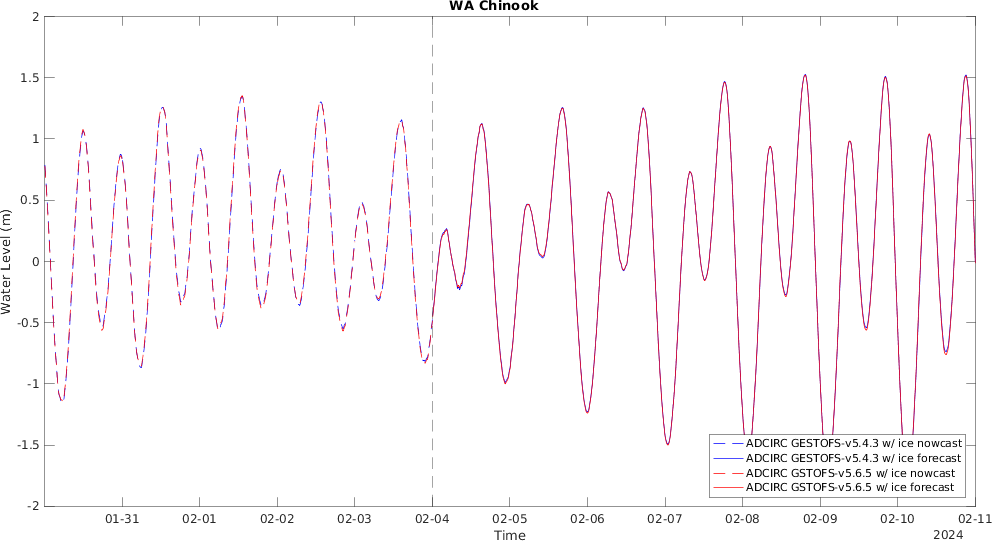 WA Chinook
2
1.5
1
0.5
0
-0.5
-1
-1.5
-2
Water Level (m)
ADCIRC GESTOFS-v5.4.3 w/ ice nowcast
ADCIRC GESTOFS-v5.4.3 w/ ice forecast
ADCIRC GSTOFS-v5.6.5 w/ ice nowcast
ADCIRC GSTOFS-v5.6.5 w/ ice forecast
01-31 02-01 02-02 02-03 02-04 02-05 02-06 02-07 02-08 02-09 02-10 02-11
Time
2024